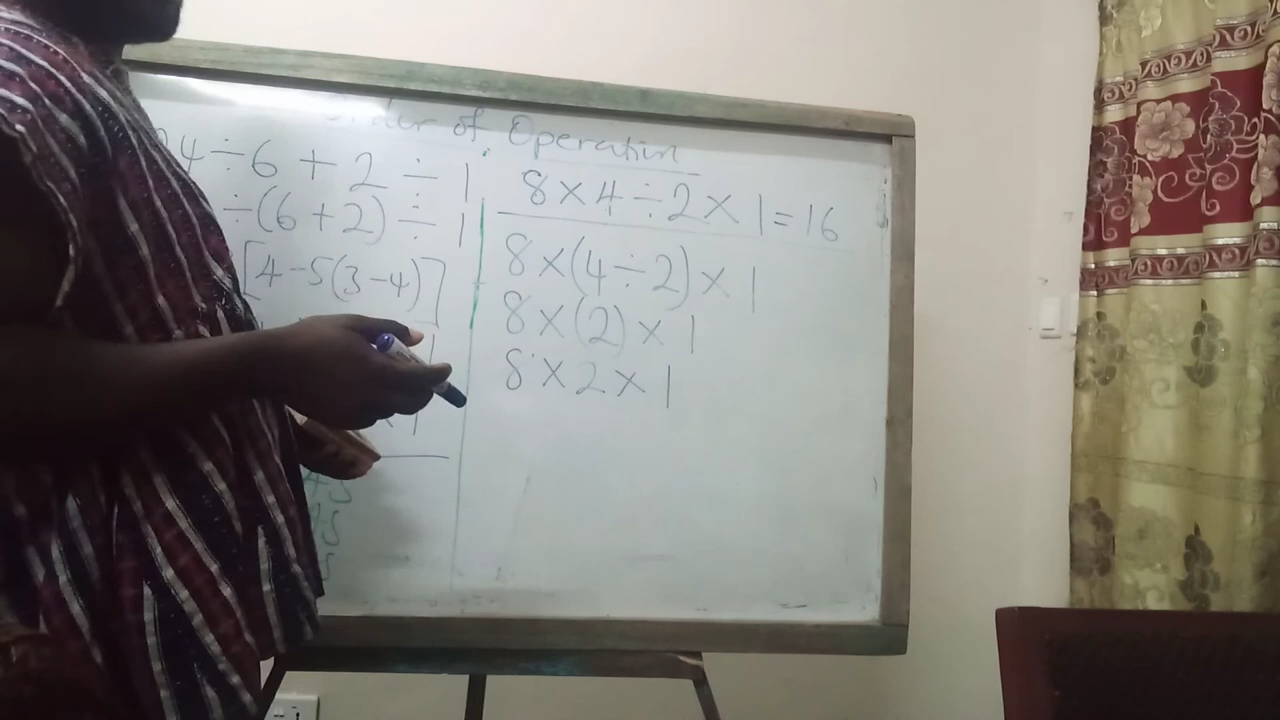 Order of Operation
4÷6 + 2 ÷ 1
÷(6+2) ÷ 1
[4-5(3-4)]
8×4÷2×1=16
8×(4÷2)×1
8×(2)×1
8×2×1